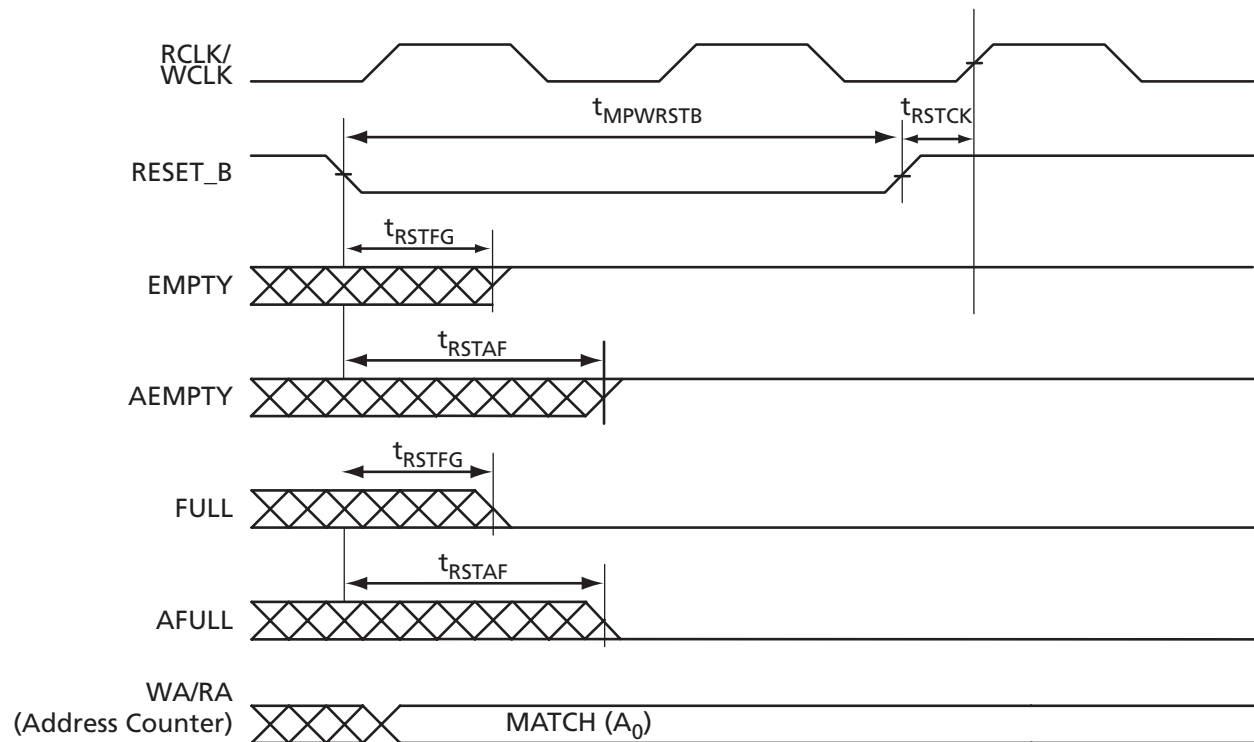 RCLK/
WCLK
tMPWRSTB
tRSTCK
RESET_B
tRSTFG
EMPTY
tRSTAF
AEMPTY
tRSTFG
FULL
tRSTAF
AFULL
WA/RA
(Address Counter)
MATCH (A0)